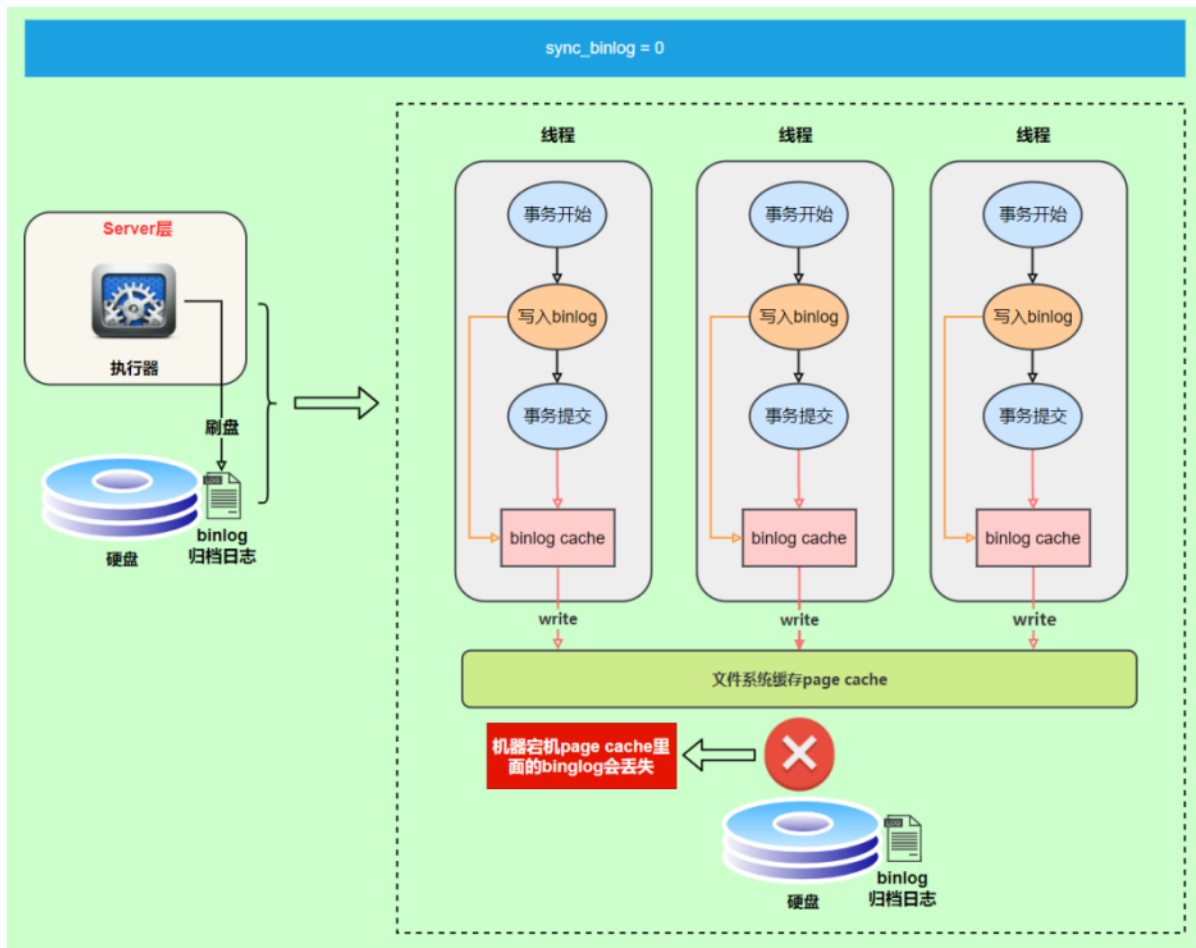 sync_binlog = 0
Server层
执行器
刷盘
硬盘
binlog
归档日志
线程
事务开始
写入binlog
事务提交
binlog cache
write
线程
事务开始
写入binlog
事务提交
binlog cache
write
线程
事务开始
写入binlog
事务提交
binlog cache
write
文件系统缓存page cache
机器宕机page cache里
面的binglog会丢失
硬盘
LOG
binlog
归档日志